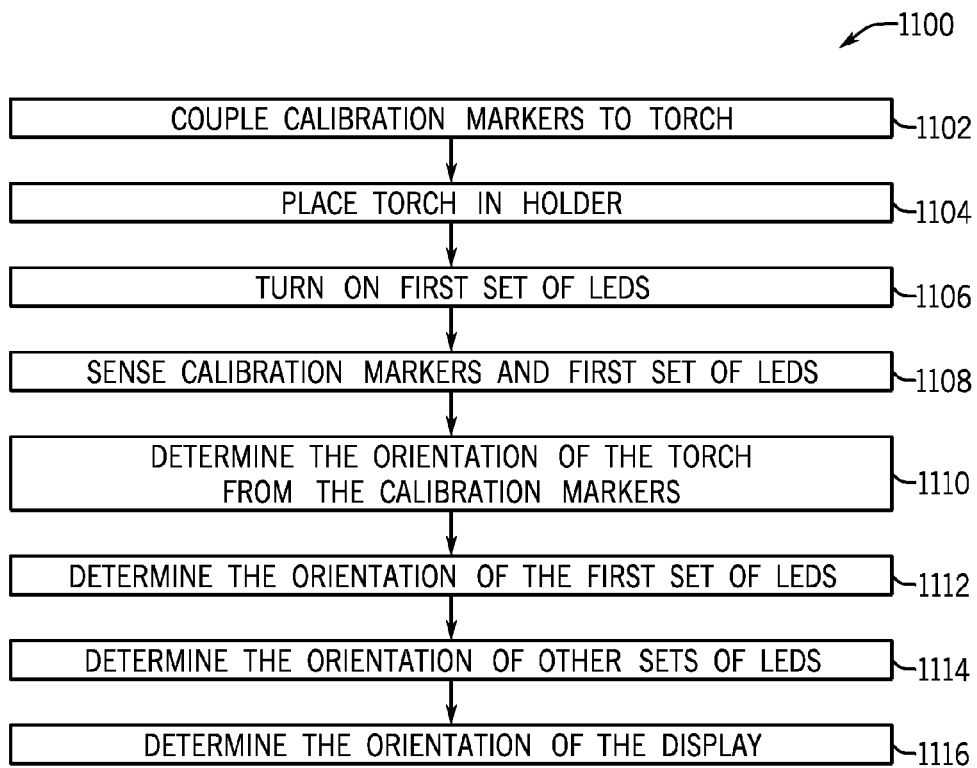 1100
COUPLE CALIBRATION MARKERS TO TORCH
1102
PLACE TORCH IN HOLDER
1104
TURN ON FIRST SET OF LEDS
1106
SENSE CALIBRATION MARKERS AND FIRST SET OF LEDS
1108
DETERMINE THE ORIENTATION OF THE TORCH
FROM THE CALIBRATION MARKERS
1110
DETERMINE THE ORIENTATION OF THE FIRST SET OF LEDS
1112
DETERMINE THE ORIENTATION OF OTHER SETS OF LEDS
1114
DETERMINE THE ORIENTATION OF THE DISPLAY
1116